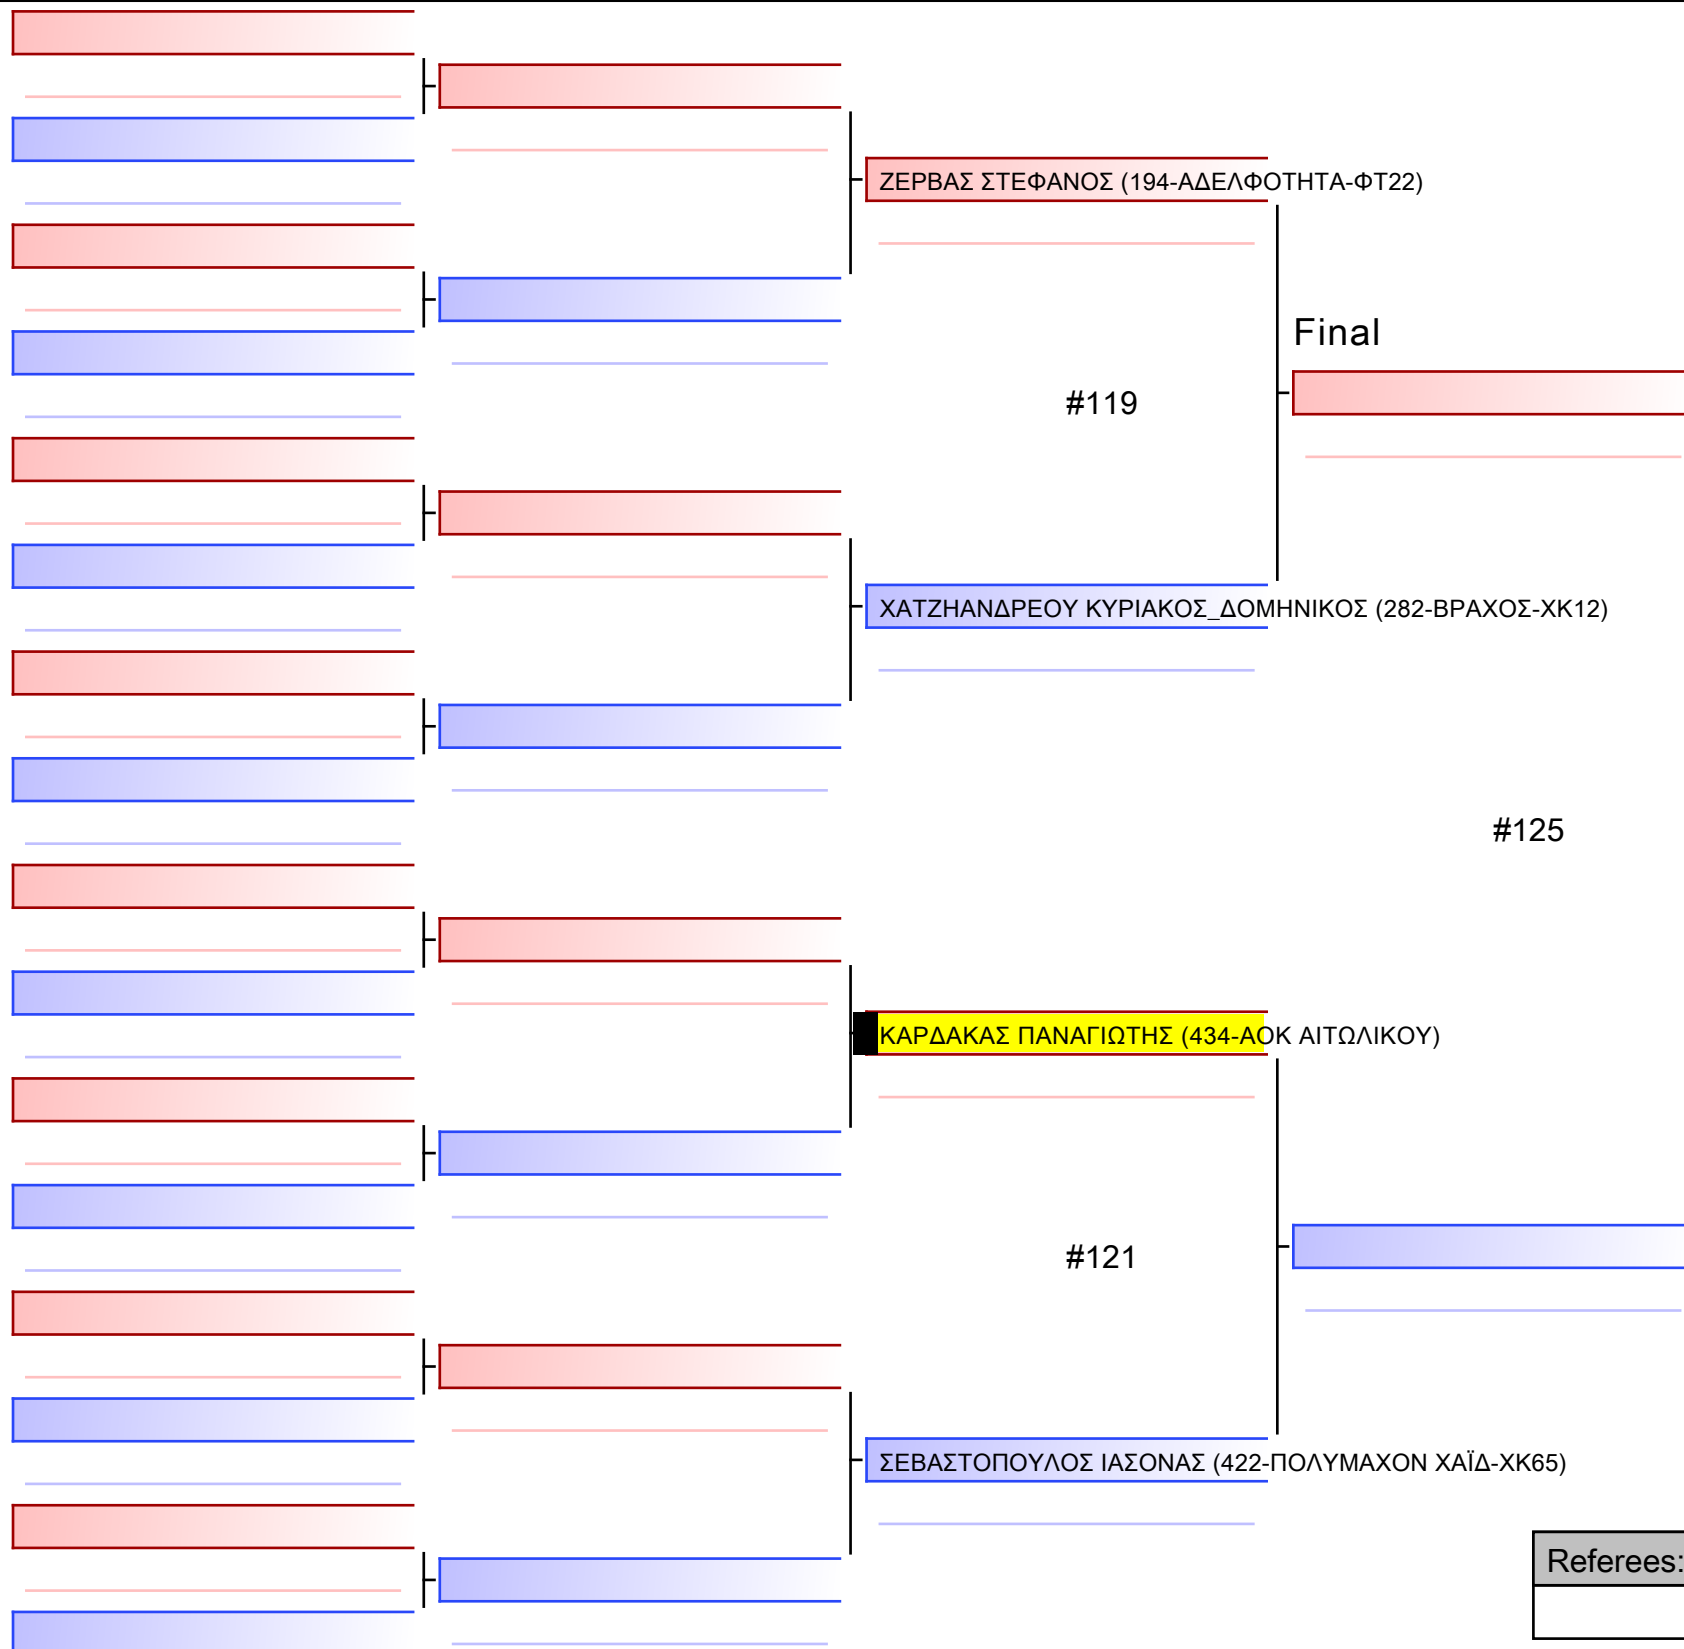 ΖΕΡΒΑΣ ΣΤΕΦΑΝΟΣ (194-ΑΔΕΛΦΟΤΗΤΑ-ΦΤ22)
Final
#119
ΧΑΤΖΗΑΝΔΡΕΟΥ ΚΥΡΙΑΚΟΣ_ΔΟΜΗΝΙΚΟΣ (282-ΒΡΑΧΟΣ-ΧΚ12)
#125
ΚΑΡΔΑΚΑΣ ΠΑΝΑΓΙΩΤΗΣ (434-ΑΟΚ ΑΙΤΩΛΙΚΟΥ)
#121
ΣΕΒΑΣΤΟΠΟΥΛΟΣ ΙΑΣΟΝΑΣ (422-ΠΟΛΥΜΑΧΟΝ ΧΑΪΔ-ΧΚ65)
Referees: